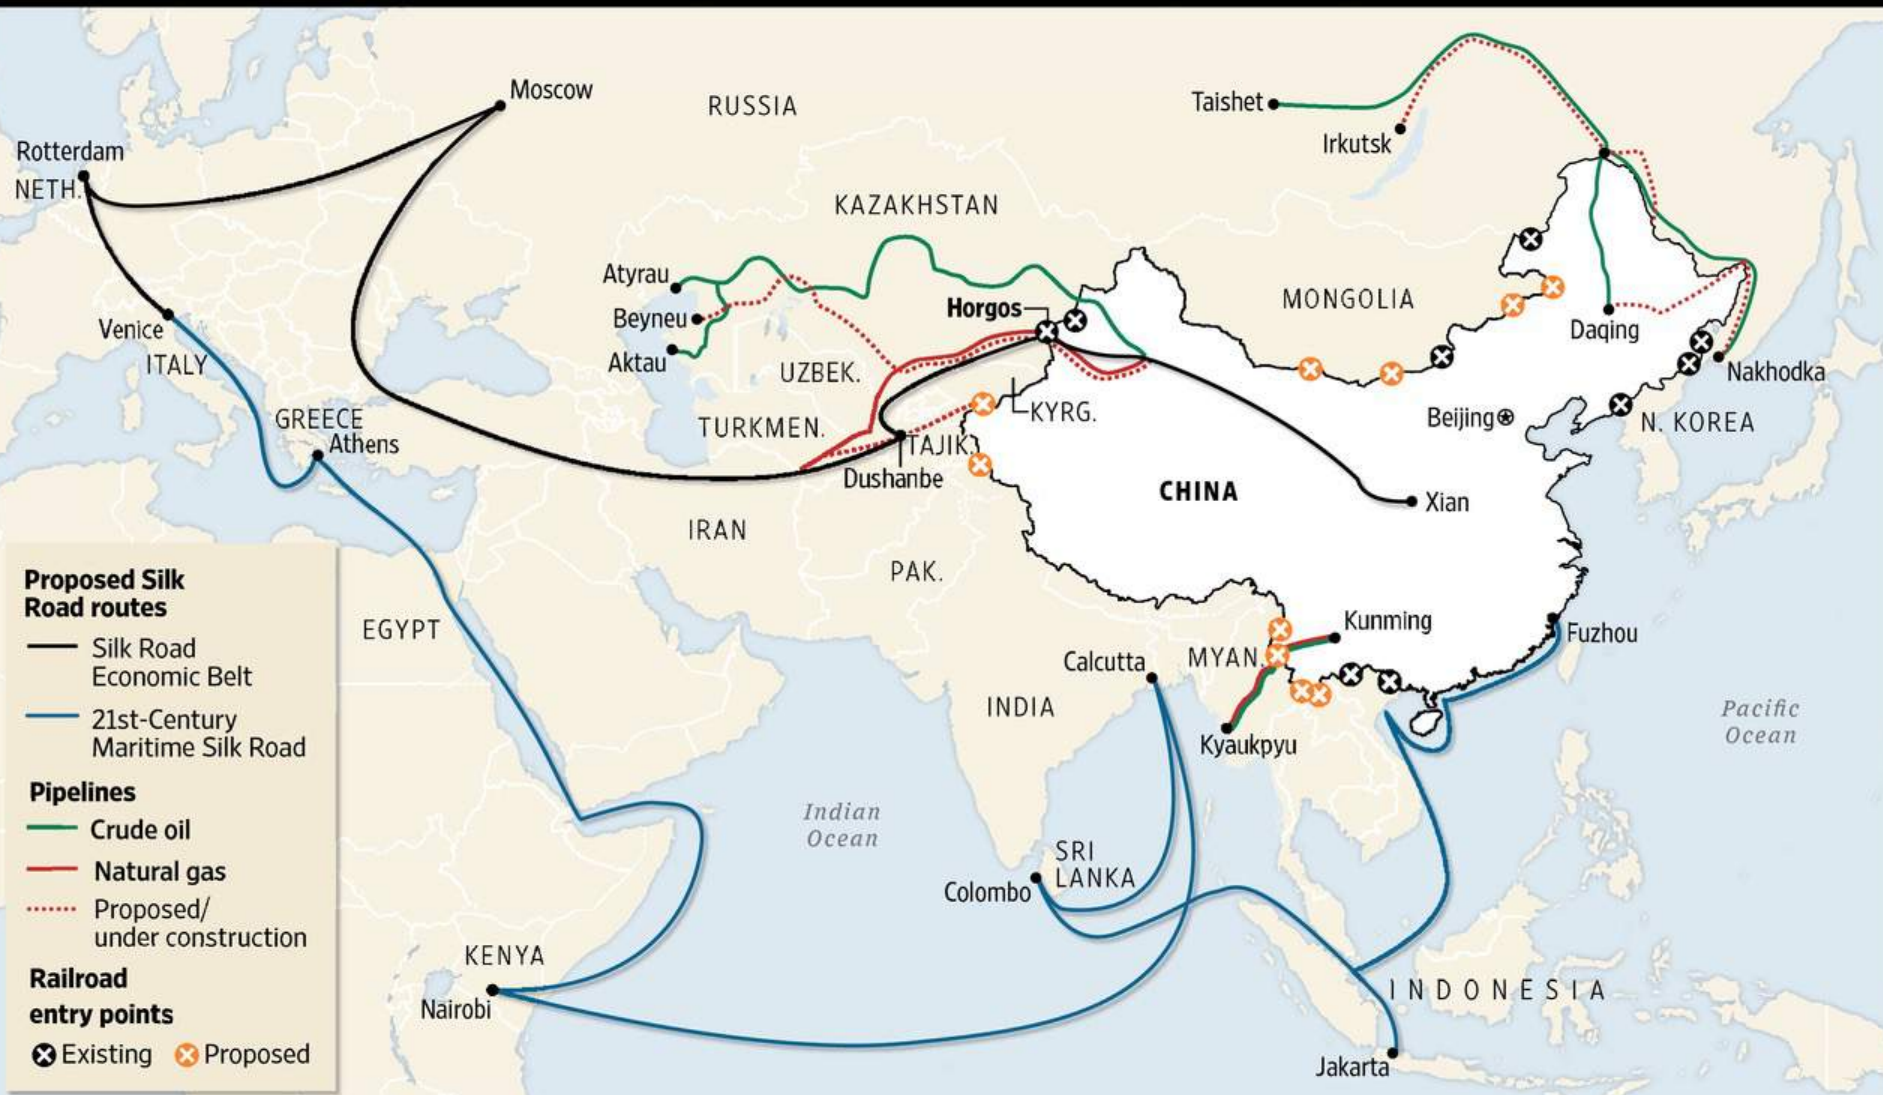 Moscow
RUSSIA
Taishet
Irkutsk
Rotterdam
NETH.
KAZAKHSTAN
Atyrau
Beyneu
Aktau
Horgos
MONGOLIA
Daqing
Nakhodka
Venice
ITALY
UZBEK.
KYRG.
Beijing
N. KOREA
GREECE
Athens
TURKMEN.
TAJIK.
Dushanbe
CHINA
Xian
IRAN
PAK.
EGYPT
Kunming
Fuzhou
Calcutta
MYAN.
INDIA
Kyaukpyu
Pacific
Ocean
Indian
Ocean
SRI
LANKA
Colombo
KENYA
Nairobi
INDONESIA
Jakarta
Proposed Silk
Road routes
Silk Road
Economic Belt
21st-Century
Maritime Silk Road
Pipelines
Crude oil
Natural gas
Proposed/
under construction
Railroad
entry points
Existing Proposed